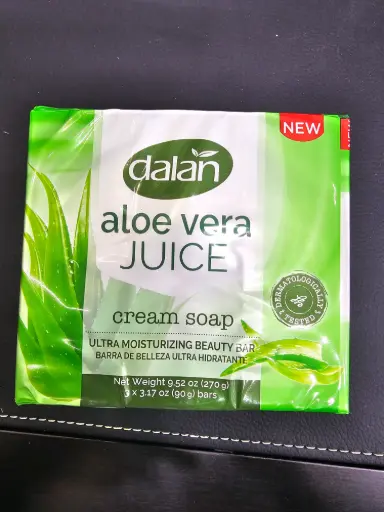 NEW
NEW
dalan
aloe vera
JUICE
DERMATOLOGICALLY
TESTED
cream soap
ULTRA MOISTURIZING BEAUTY BAR
BARRA DE BELLEZA ULTRA HIDRATANTE
Net Weight 9.52 oz (270 g)
3 x 3.17 oz (90 g) bars